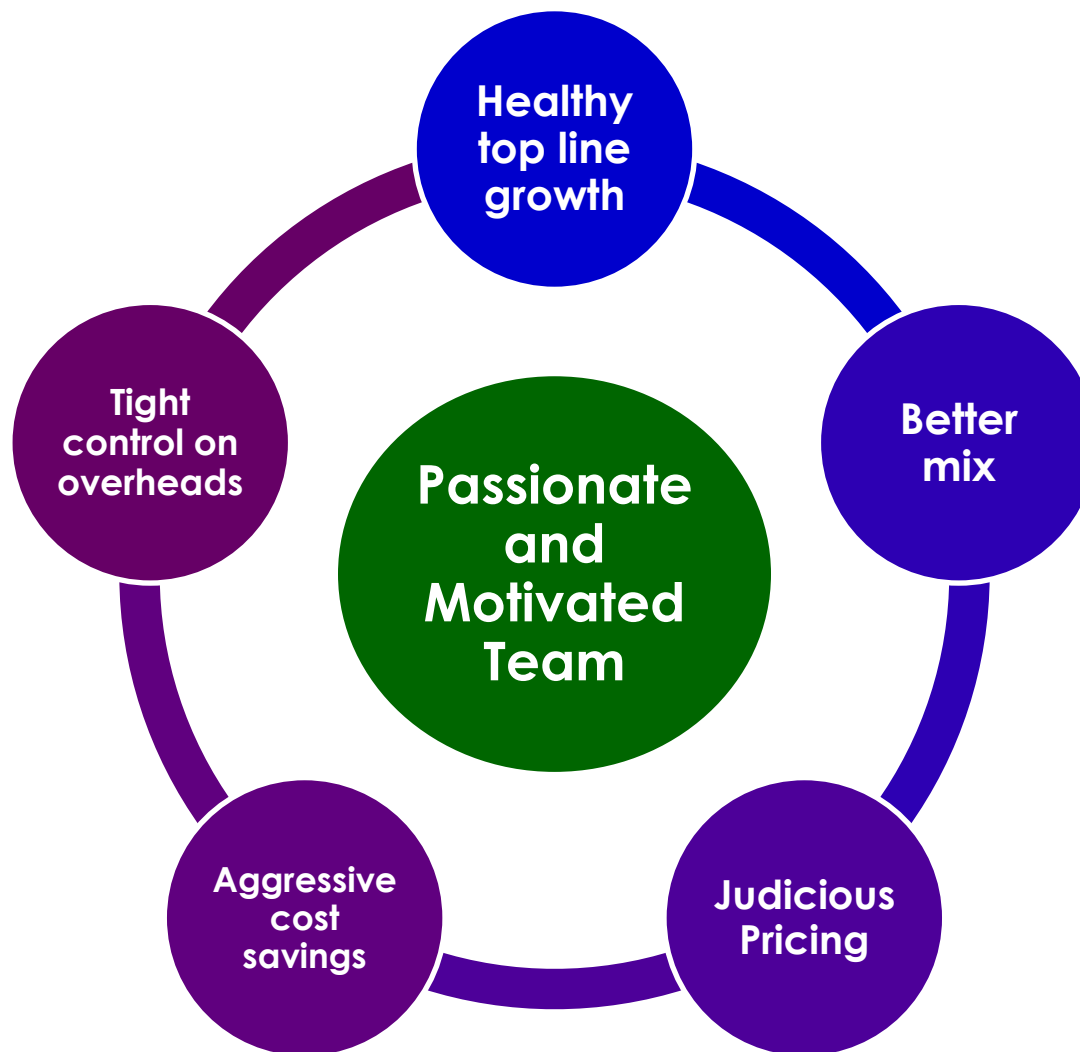 Healthy
top line
growth
Better
mix
Judicious
Pricing
Aggressive
cost
savings
Tight
control on
overheads
Passionate
and
Motivated
Team